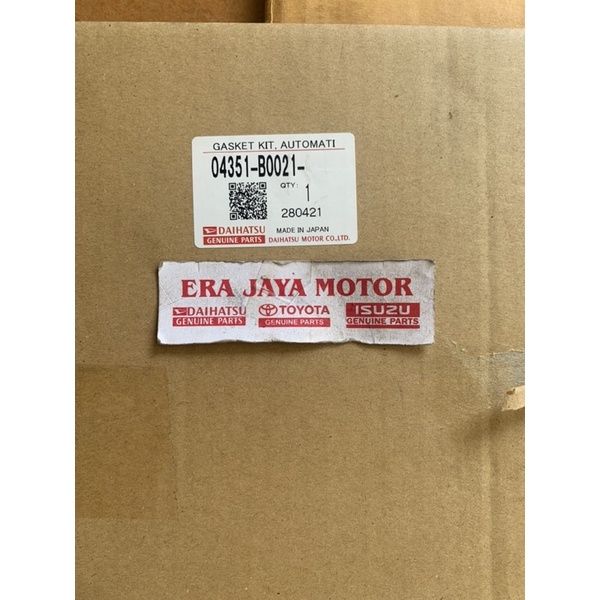 GASKET KIT, AUTOMATI
04351-B0021-
QTY: 1
280421
DAIHATSU MADE IN JAPAN
GENUINE PARTS DAIHATSU MOTOR CO.,LTD.
ERA JAYA MOTOR
DAIHATSU TOYOTA ISUZU
GENUINE PARTS GENUINE PARTS GENUINE PARTS